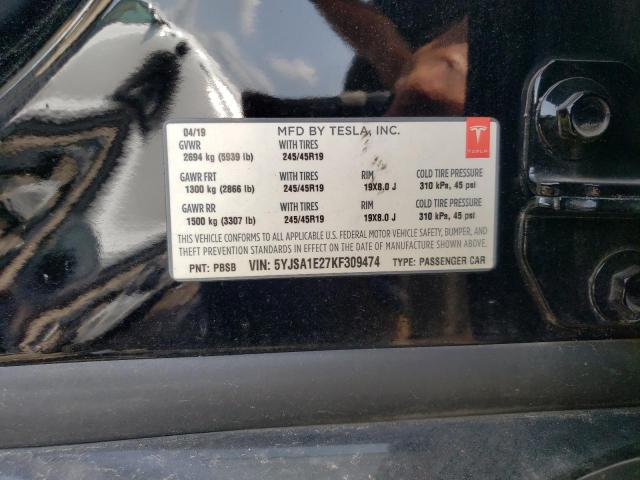 04/19 MFD BY TESLA, INC.
GVWR WITH TIRES
2694 kg (5939 lb) 245/45R19
GAWR FRT WITH TIRES RIM COLD TIRE PRESSURE
1300 kg (2866 lb) 245/45R19 19X8.0 J 310 kPa, 45 psi
GAWR RR WITH TIRES RIM COLD TIRE PRESSURE
1500 kg (3307 lb) 245/45R19 19X8.0 J 310 kPa, 45 psi
THIS VEHICLE CONFORMS TO ALL APPLICABLE
U.S. FEDERAL MOTOR VEHICLE SAFETY, BUMPER, AND
THEFT PREVENTION STANDARDS IN EFFECT ON THE
DATE OF MANUFACTURE SHOWN ABOVE.
PNT: PBSB VIN: 5YJSA1E27KF309474 TYPE: PASSENGER CAR
TESLA